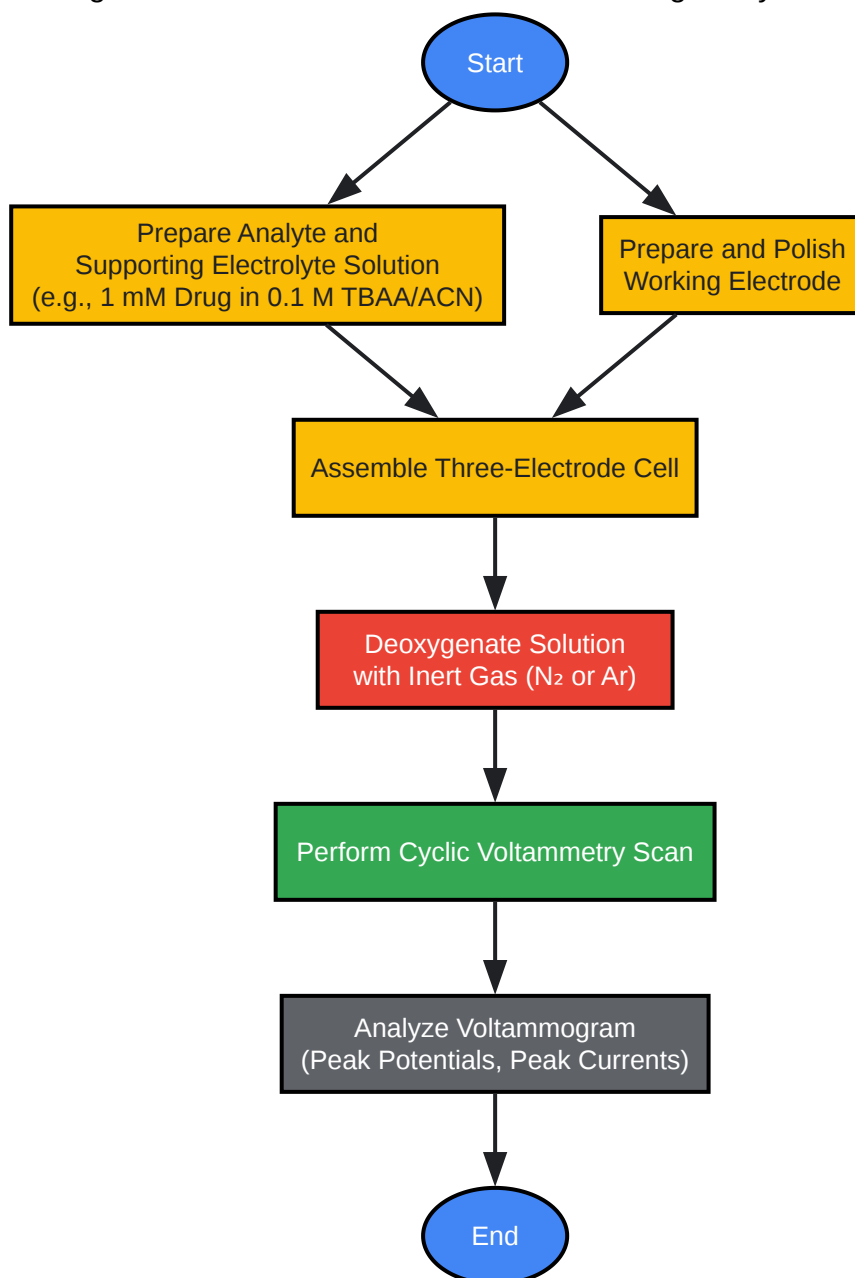 Start
Prepare Analyte and
Supporting Electrolyte Solution
(e.g., 1 mM Drug in 0.1 M TBAA/ACN)
Prepare and Polish
Working Electrode
Assemble Three-Electrode Cell
Deoxygenate Solution
with Inert Gas (N₂ or Ar)
Perform Cyclic Voltammetry Scan
Analyze Voltammogram
(Peak Potentials, Peak Currents)
End